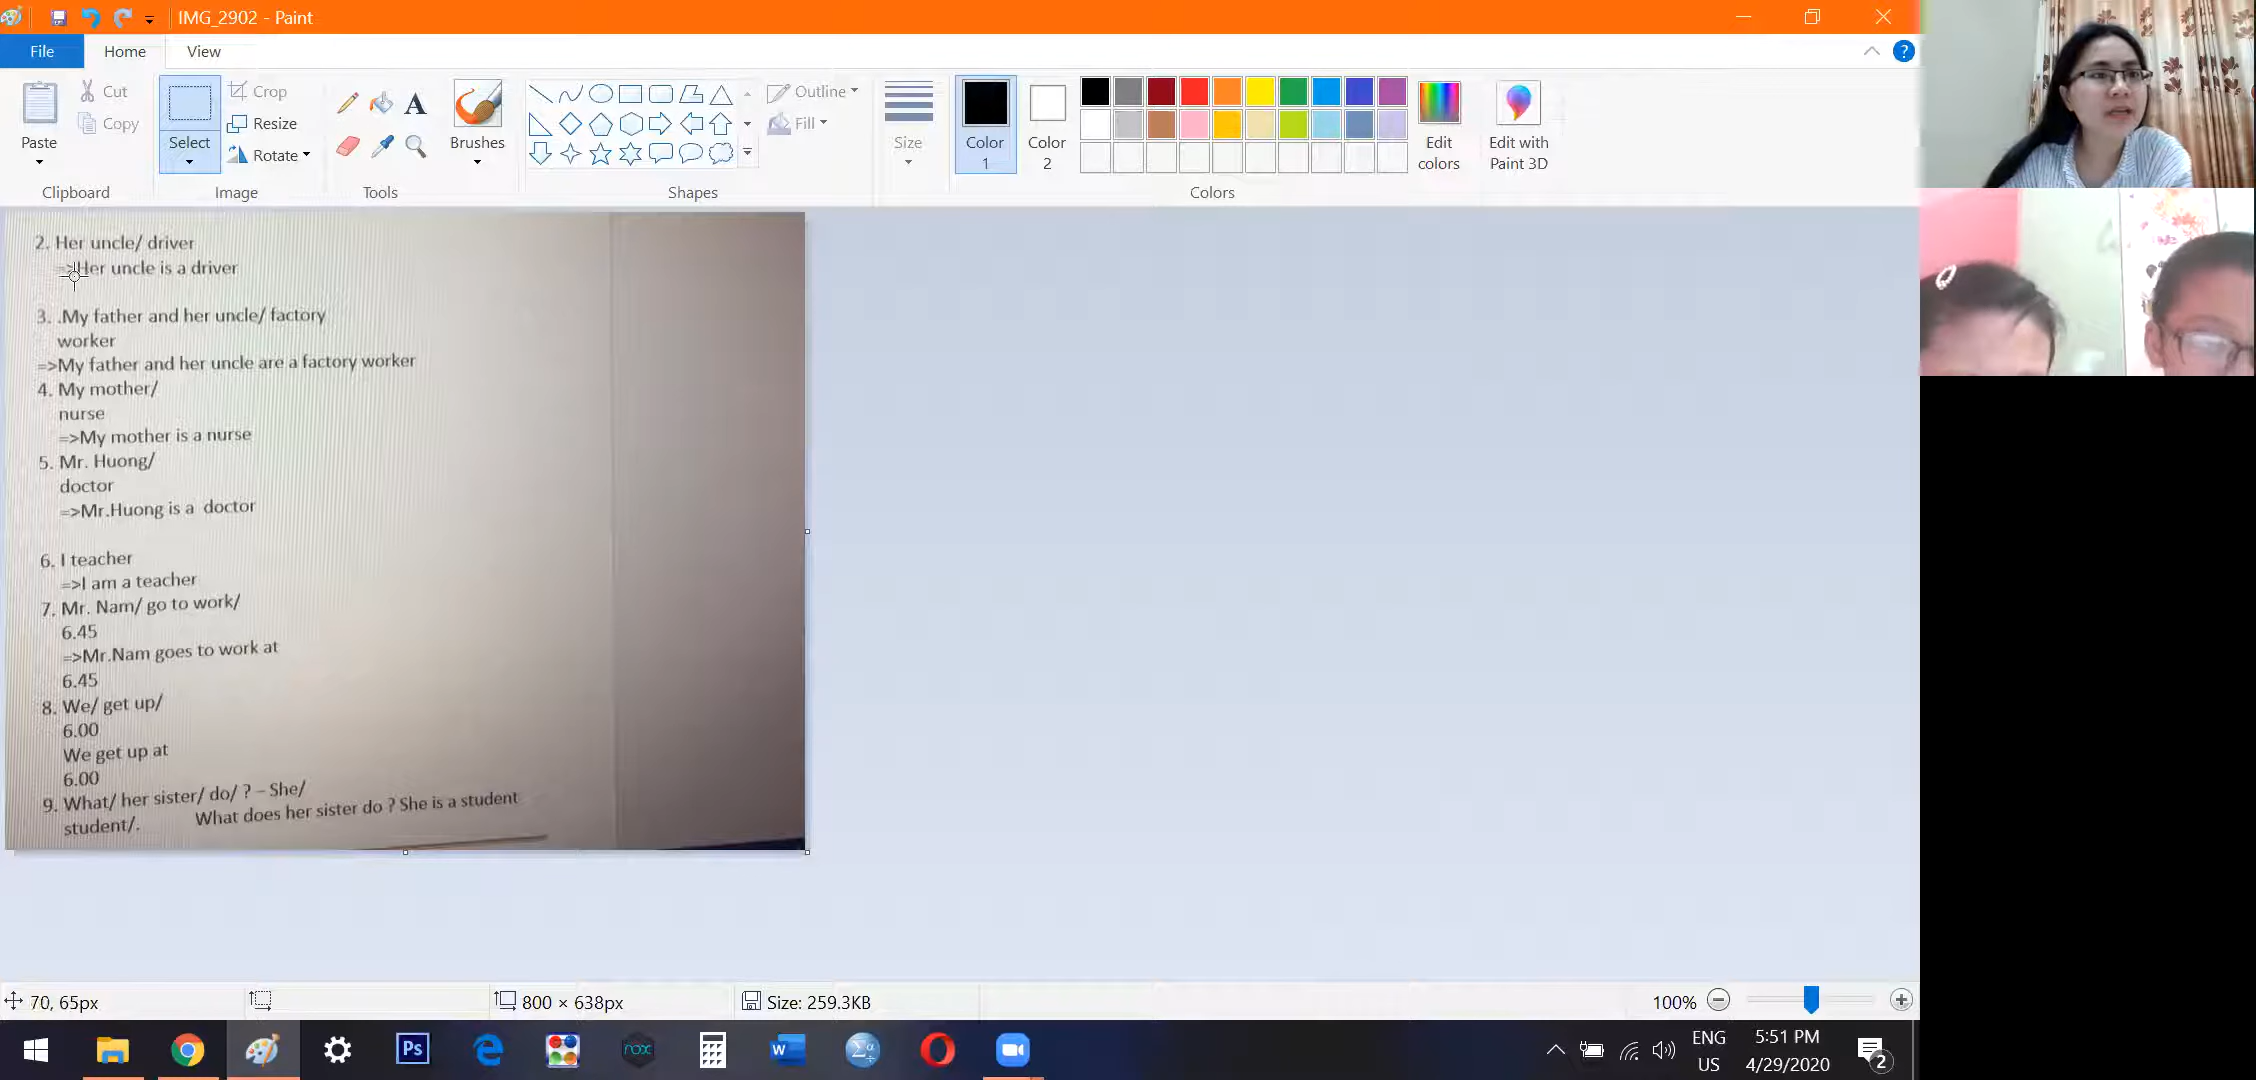 IMG_2902 - Paint
File Home View
Paste
Cut
Copy
Clipboard
Select
Crop
Resize
Rotate
Image
A
Tools
Brushes
Outline
Fill
Shapes
Size
Color
1
Color
2
Edit
colors
Colors
Edit with
Paint 3D
?
2. Her uncle/ driver
=>Her uncle is a driver
3. .My father and her uncle/ factory
worker
=>My father and her uncle are a factory worker
4. My mother/
nurse
=>My mother is a nurse
5. Mr. Huong/
doctor
=>Mr.Huong is a doctor
6. I teacher
=>I am a teacher
7. Mr. Nam/ go to work/
6.45
=>Mr.Nam goes to work at
6.45
8. We/ get up/
6.00
We get up at
6.00
9. What/ her sister/ do/ ? – She/
student/. What does her sister do ? She is a student
70, 65px
800 × 638px
Size: 259.3KB
100%
Ps
nox
W
ENG
US
5:51 PM
4/29/2020
2